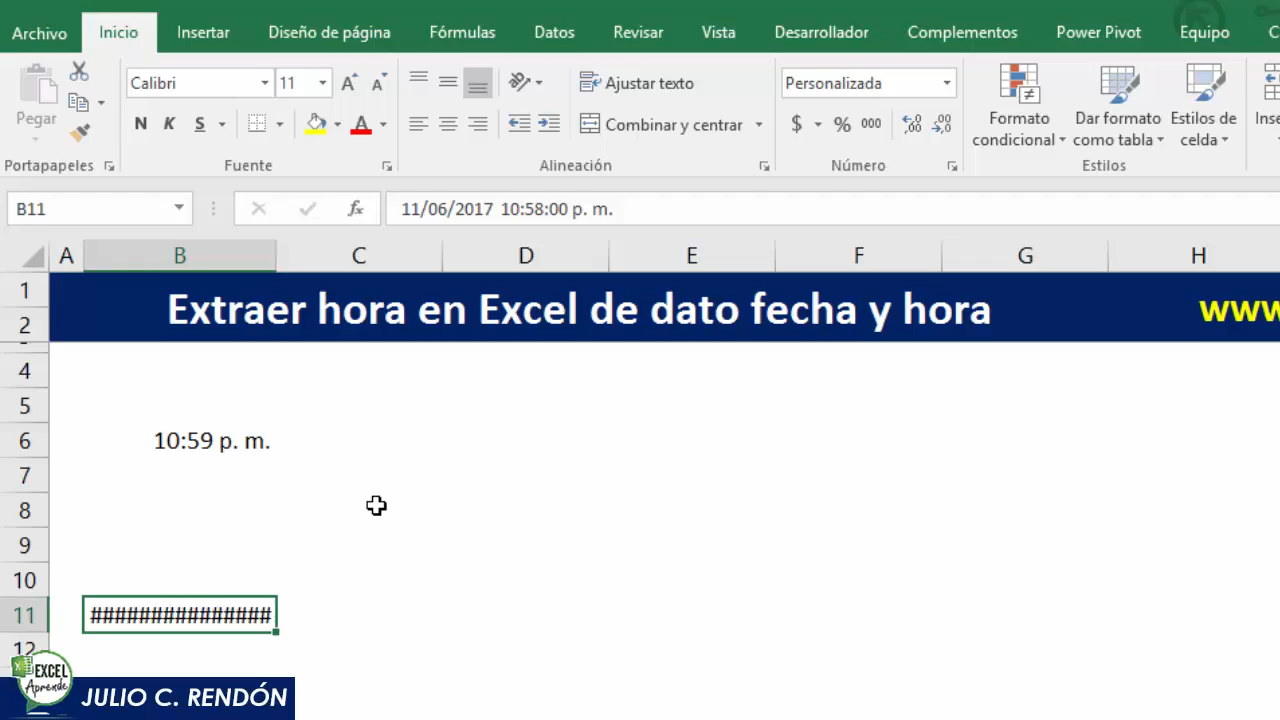 Archivo Inicio Insertar Diseño de página Fórmulas Datos Revisar Vista Desarrollador Complementos Power Pivot Equipo
Pegar
Calibri 11
N K S
Ajustar texto
Combinar y centrar
Personalizada
$ % 000
Formato condicional
Dar formato como tabla
Estilos de celda
Portapapeles Fuente Alineación Número Estilos
B11 fx 11/06/2017 10:58:00 p. m.
A B C D E F G H
1
2
Extraer hora en Excel de dato fecha y hora www
4
5
6 10:59 p. m.
7
8
9
10
11 ###############
12
EXCEL
Aprende
JULIO C. RENDÓN